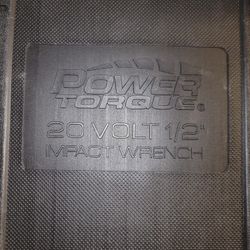 POWER
TORQUE®
20 VOLT 1/2"
IMPACT WRENCH